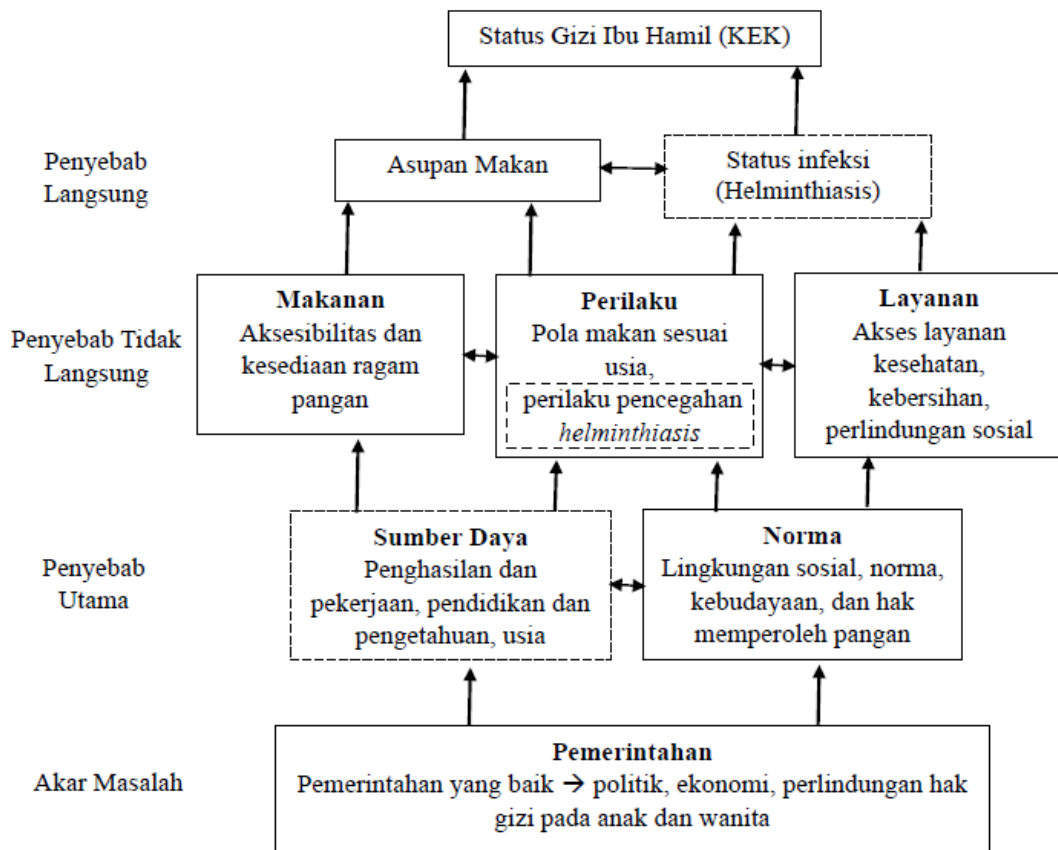 Status Gizi Ibu Hamil (KEK)
Penyebab
Langsung
Asupan Makan
Status infeksi
(Helminthiasis)
Penyebab Tidak
Langsung
Makanan
Aksesibilitas dan
kesediaan ragam
pangan
Perilaku
Pola makan sesuai
usia,
perilaku pencegahan
helminthiasis
Layanan
Akses layanan
kesehatan,
kebersihan,
perlindungan sosial
Penyebab
Utama
Sumber Daya
Penghasilan dan
pekerjaan, pendidikan dan
pengetahuan, usia
Norma
Lingkungan sosial, norma,
kebudayaan, dan hak
memperoleh pangan
Akar Masalah
Pemerintahan
Pemerintahan yang baik → politik, ekonomi, perlindungan hak
gizi pada anak dan wanita